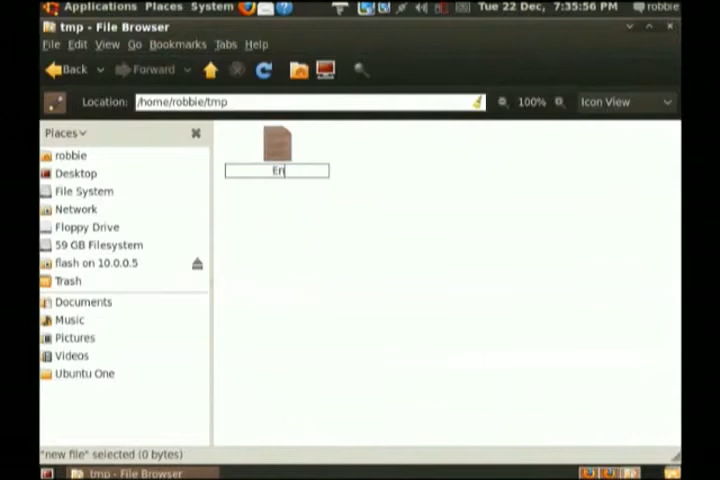 Applications Places System Tue 22 Dec, 7:35:56 PM robbie
tmp - File Browser
File Edit View Go Bookmarks Tabs Help
Back Forward
Location: /home/robbie/tmp 100% Icon View
Places
robbie
Desktop
File System
Network
Floppy Drive
59 GB Filesystem
flash on 10.0.0.5
Trash
Documents
Music
Pictures
Videos
Ubuntu One
En
"new file" selected (0 bytes)
tmp - File Browser